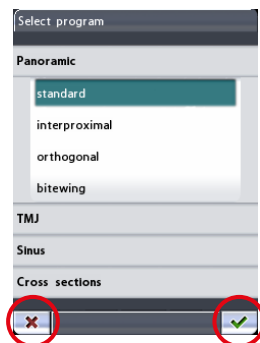 Select program
Panoramic
standard
interproximal
orthogonal
bitewing
TMJ
Sinus
Cross sections